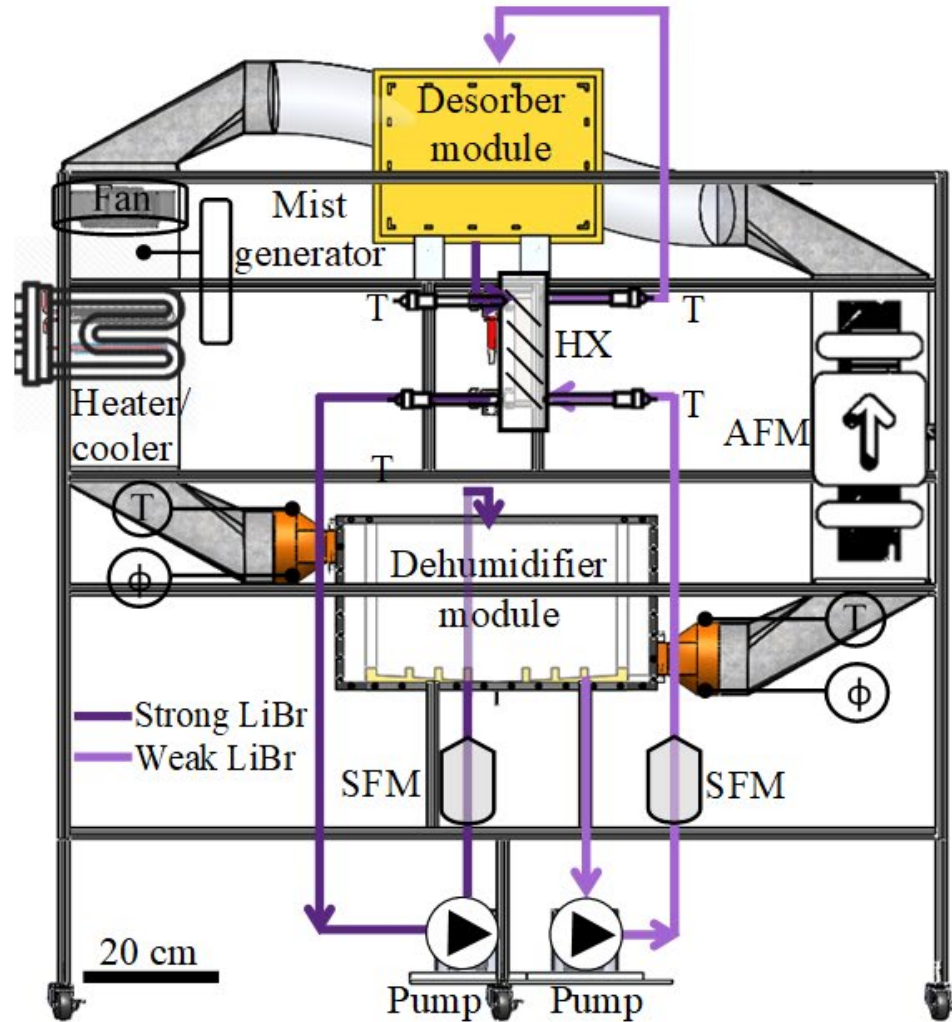 Desorber
module
Fan
Mist
generator
T
T
HX
Heater/
cooler
T
AFM
T
T
Dehumidifier
module
ϕ
T
ϕ
Strong LiBr
Weak LiBr
SFM
SFM
20 cm
Pump
Pump